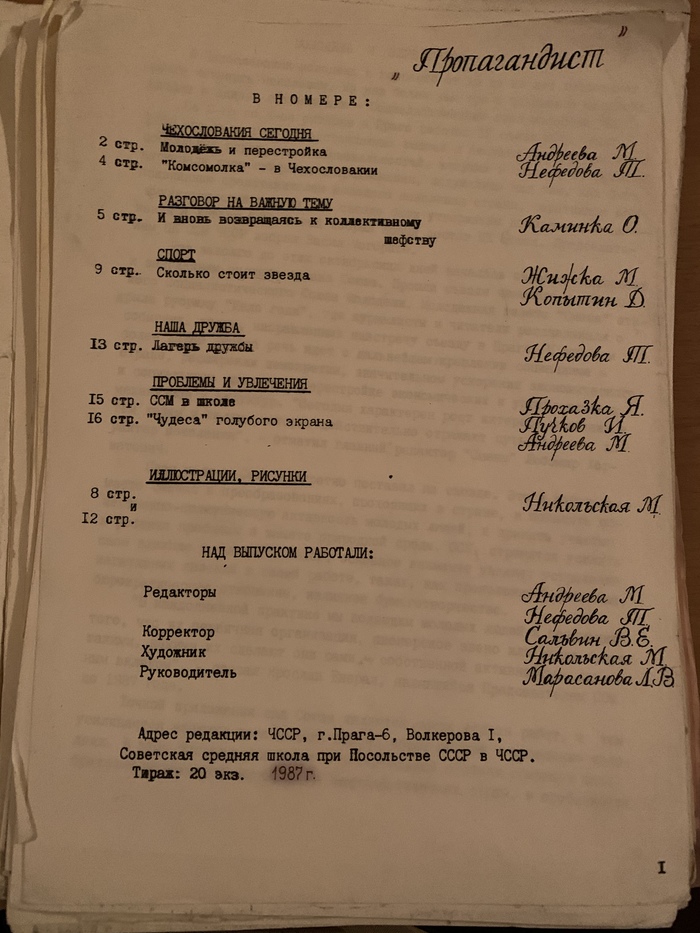 „Пропагандист”
В НОМЕРЕ:
ЧЕХОСЛОВАКИЯ СЕГОДНЯ
2 стр. Молодёжь и перестройка Андреева М.
4 стр. "Комсомолка" - в Чехословакии Нефедова Т.
РАЗГОВОР НА ВАЖНУЮ ТЕМУ
5 стр. И вновь возвращаясь к коллективному Каминка О.
шефству
СПОРТ
9 стр. Сколько стоит звезда Жижка М.
Копытин Д.
НАША ДРУЖБА
13 стр. Лагерь дружбы Нефедова Т.
ПРОБЛЕМЫ И УВЛЕЧЕНИЯ
15 стр. ССМ в школе Прохазка Я.
16 стр. "Чудеса" голубого экрана Пучков И.
Андреева М.
ИЛЛЮСТРАЦИИ, РИСУНКИ
8 стр.
и Никольская М.
12 стр.
НАД ВЫПУСКОМ РАБОТАЛИ:
Редакторы Андреева М
Нефедова Т.
Корректор Сальвин В.Е.
Художник Никольская М.
Руководитель Марасанова Л.В.
Адрес редакции: ЧССР, г.Прага-6, Волкерова I,
Советская средняя школа при Посольстве СССР в ЧССР.
Тираж: 20 экз. 1987 г.
I